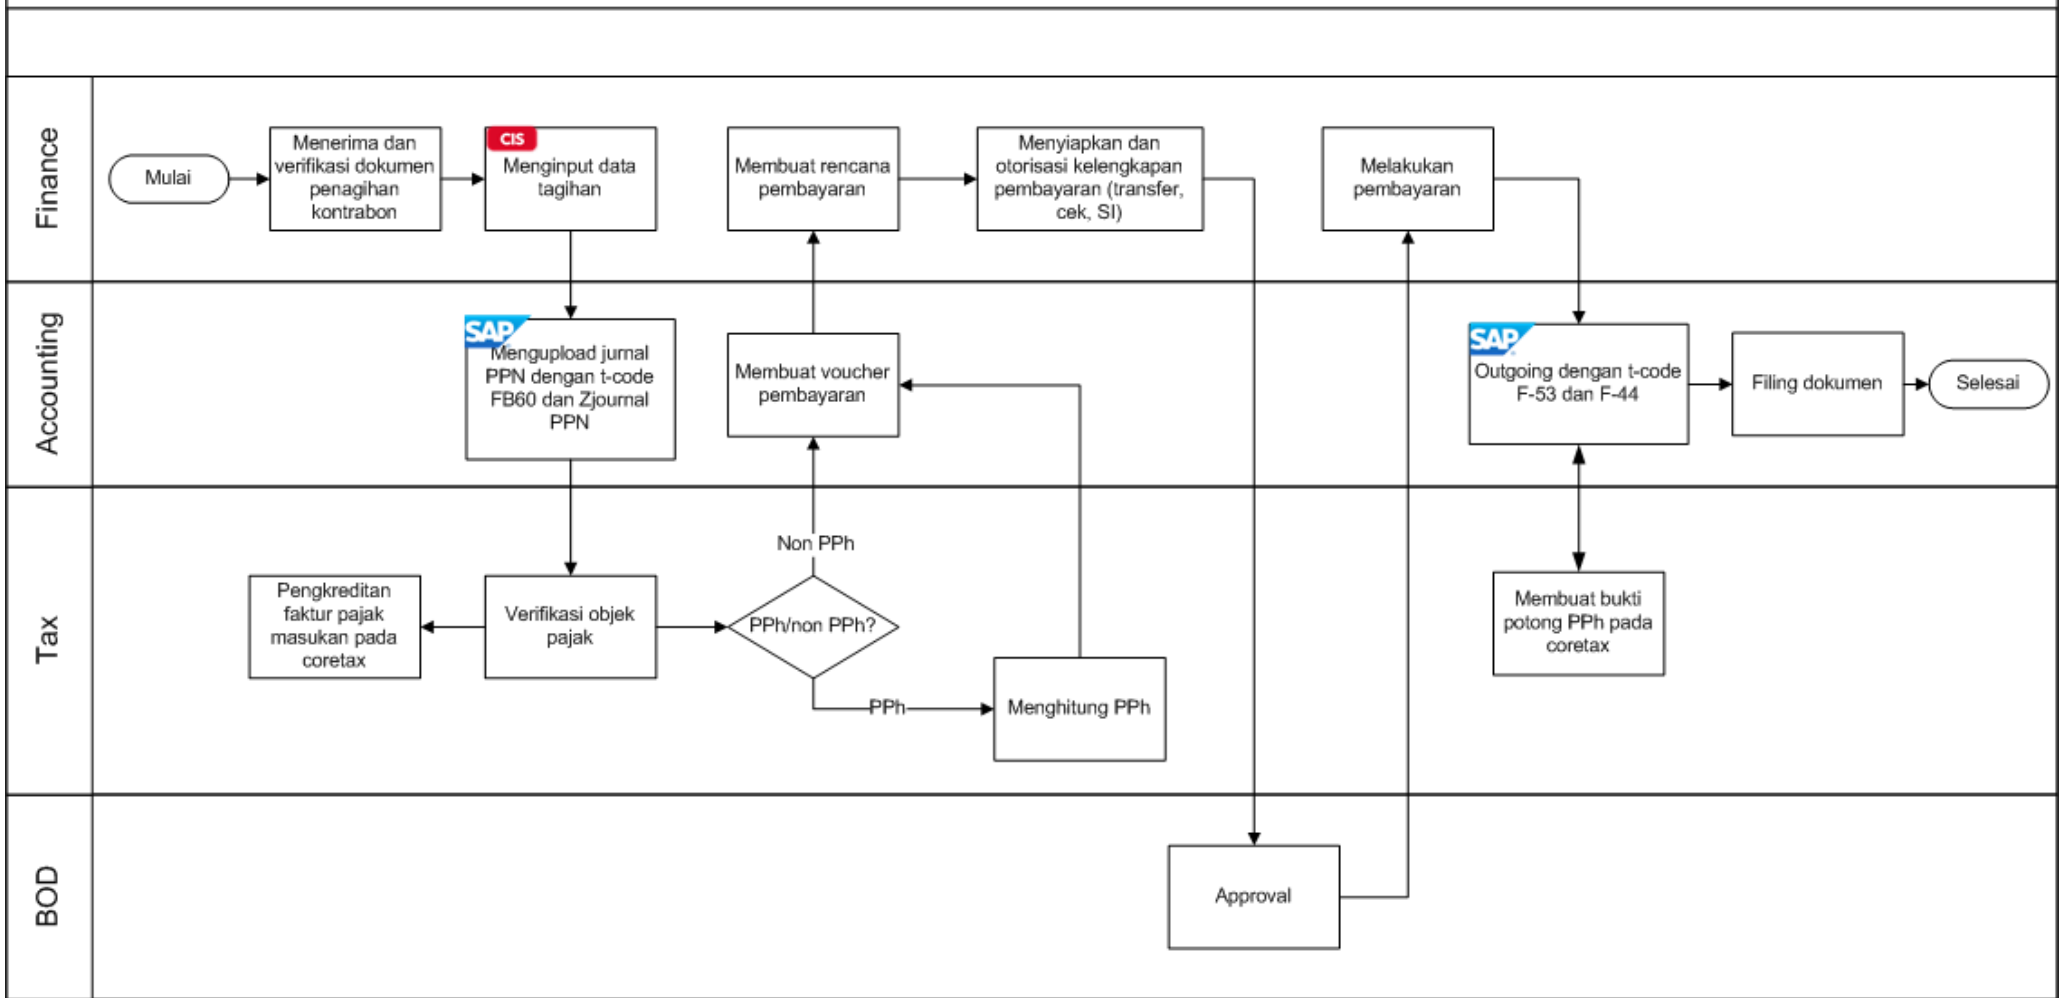 Finance
Mulai
Menerima dan
verifikasi dokumen
penagihan
kontrabon
CIS
Menginput data
tagihan
Membuat rencana
pembayaran
Menyiapkan dan
otorisasi kelengkapan
pembayaran (transfer,
cek, SI)
Melakukan
pembayaran
Accounting
SAP
Mengupload jurnal
PPN dengan t-code
FB60 dan Zjournal
PPN
Membuat voucher
pembayaran
SAP
Outgoing dengan t-code
F-53 dan F-44
Filing dokumen
Selesai
Tax
Pengkreditan
faktur pajak
masukan pada
coretax
Verifikasi objek
pajak
Non PPh
PPh/non PPh?
PPh
Menghitung PPh
Membuat bukti
potong PPh pada
coretax
BOD
Approval